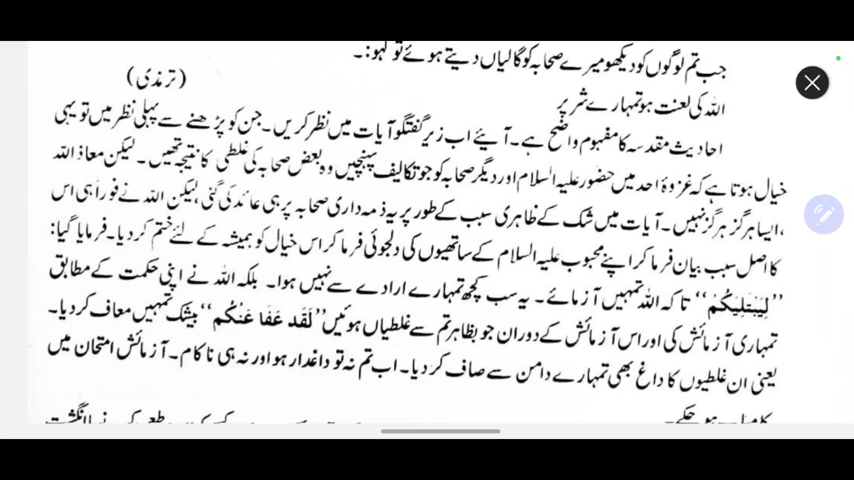 جب تم لوگوں کو دیکھو میرے صحابہ کو گالیاں دیتے ہوئے تو کہو:۔
اللہ کی لعنت ہو تمہارے شر پر (ترمذی)
احادیث مقدسہ کا مفہوم واضح ہے۔ آیئے اب زیر گفتگو آیات میں نظر کریں۔ جن کو پڑھنے سے پہلی نظر میں تو یہی
خیال ہوتا ہے کہ غزوۂ احد میں حضور علیہ السلام اور دیگر صحابہ کو جو تکالیف پہنچیں وہ بعض صحابہ کی غلطی کا نتیجہ تھیں۔ لیکن معاذ اللہ
،ایسا ہرگز ہرگز نہیں۔ آیات میں شک کے ظاہری سبب کے طور پر یہ ذمہ داری صحابہ پر ہی عائد کی گئی،لیکن اللہ نے فوراً ہی اس
کا اصل سبب بیان فرما کر اپنے محبوب علیہ السلام کے ساتھیوں کی دلجوئی فرما کر اس خیال کو ہمیشہ کے لئے ختم کر دیا۔ فرمایا گیا:
”لِيَبْتَلِيَكُمْ“ تا کہ اللہ تمہیں آزمائے۔ یہ سب کچھ تمہارے ارادے سے نہیں ہوا۔ بلکہ اللہ نے اپنی حکمت کے مطابق
تمہاری آزمائش کی اور اس آزمائش کے دوران جو بظاہر تم سے غلطیاں ہوئیں ”لَقَد عَفَا عَنْكُم“ بیشک تمہیں معاف کر دیا۔
یعنی ان غلطیوں کا داغ بھی تمہارے دامن سے صاف کر دیا۔ اب تم نہ تو داغدار ہو اور نہ ہی ناکام۔ آزمائش امتحان میں